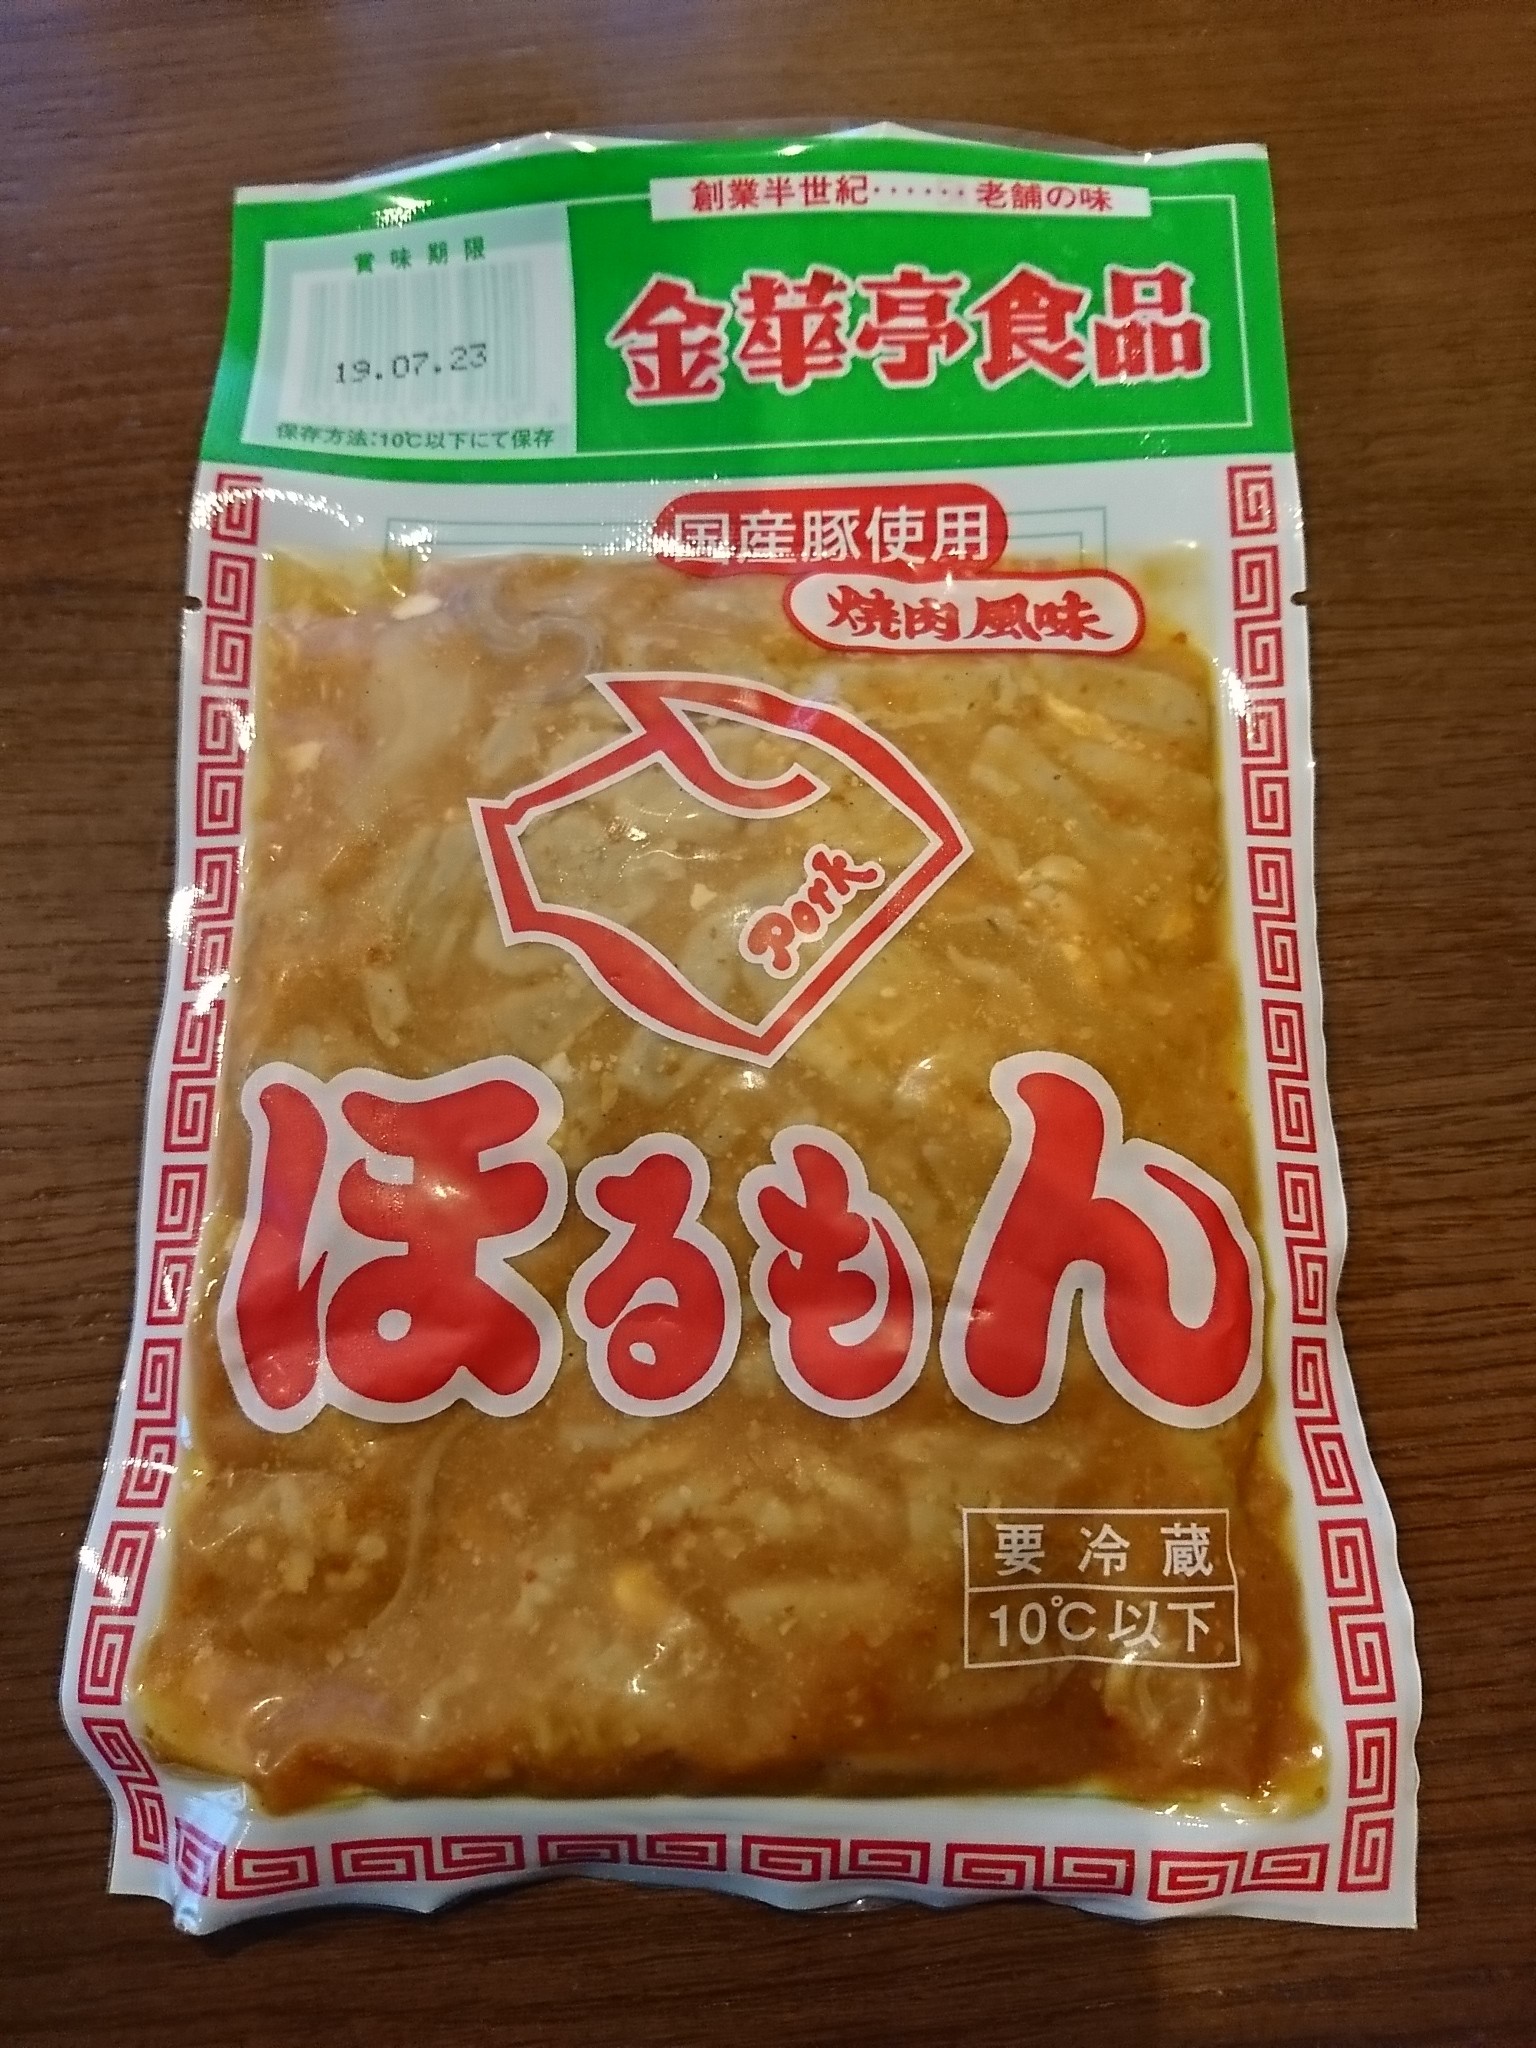 創業半世紀・・・・・・老舗の味
賞味期限
19.07.23
保存方法:10℃以下にて保存
金華亭食品
国産豚使用
焼肉風味
Pork
ほるもん
要冷蔵
10℃以下